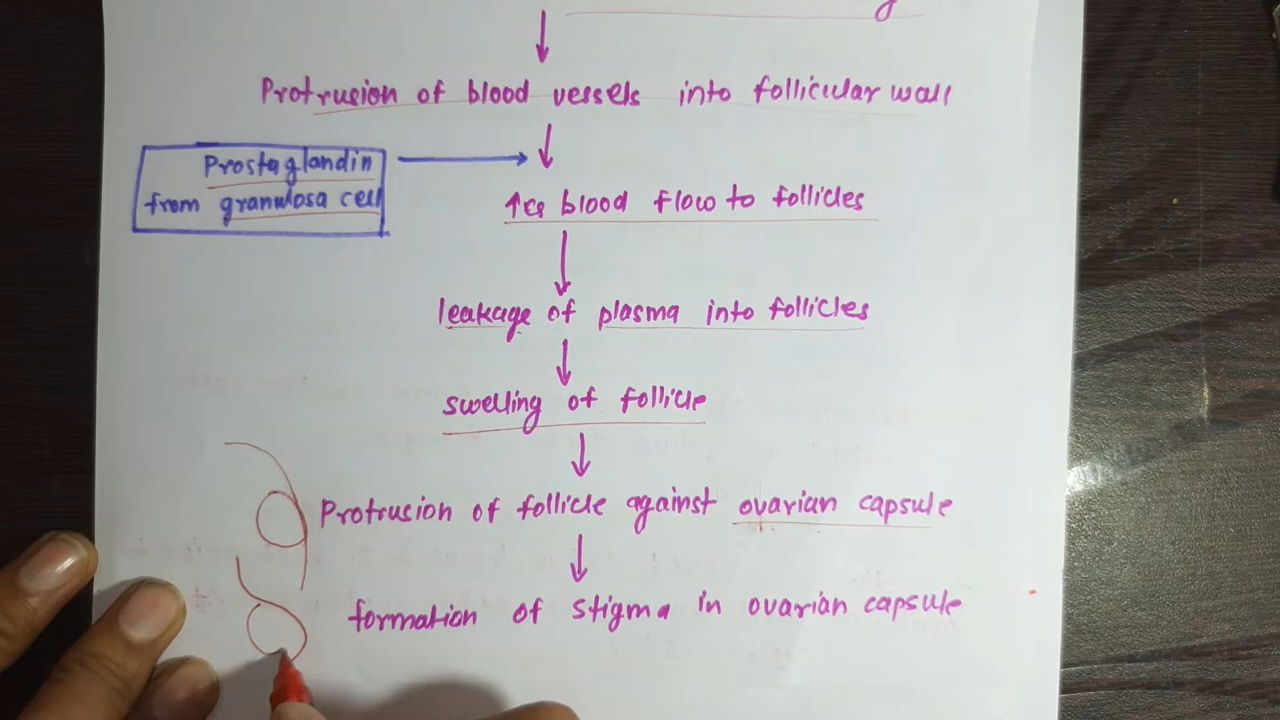 Protrusion of blood vessels into follicular wall
Prostaglandin
from granulosa cell
↑es blood flow to follicles
leakage of plasma into follicles
swelling of follicle
Protrusion of follicle against ovarian capsule
formation of stigma in ovarian capsule